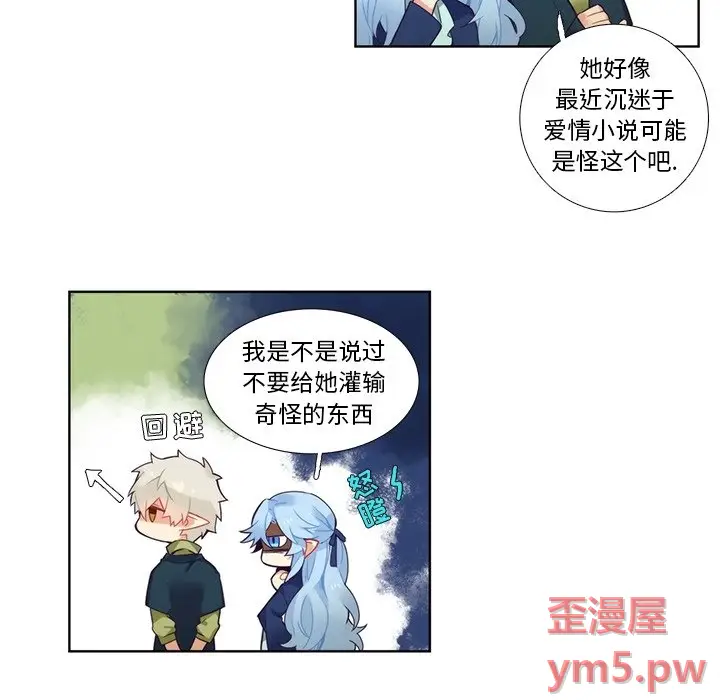 她好像
最近沉迷于
爱情小说可能
是怪这个吧.
我是不是说过
不要给她灌输
奇怪的东西
回避
怒瞪
歪漫屋
ym5.pw